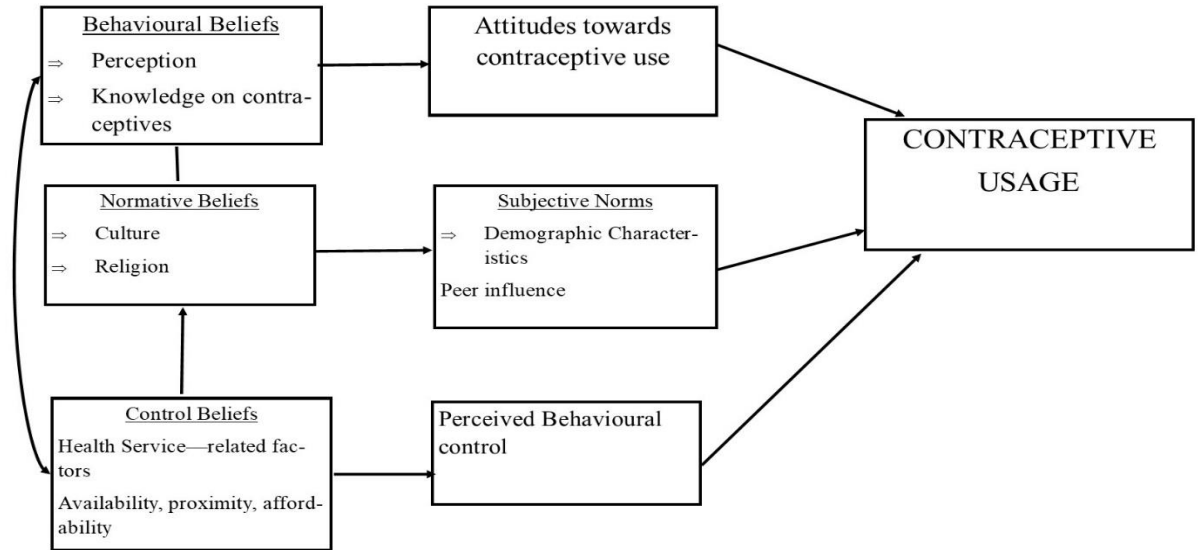 Behavioural Beliefs
⇒ Perception
⇒ Knowledge on contra-
ceptives
Attitudes towards
contraceptive use
CONTRACEPTIVE
USAGE
Normative Beliefs
⇒ Culture
⇒ Religion
Subjective Norms
⇒ Demographic Character-
istics
Peer influence
Control Beliefs
Health Service—related fac-
tors
Availability, proximity, afford-
ability
Perceived Behavioural
control